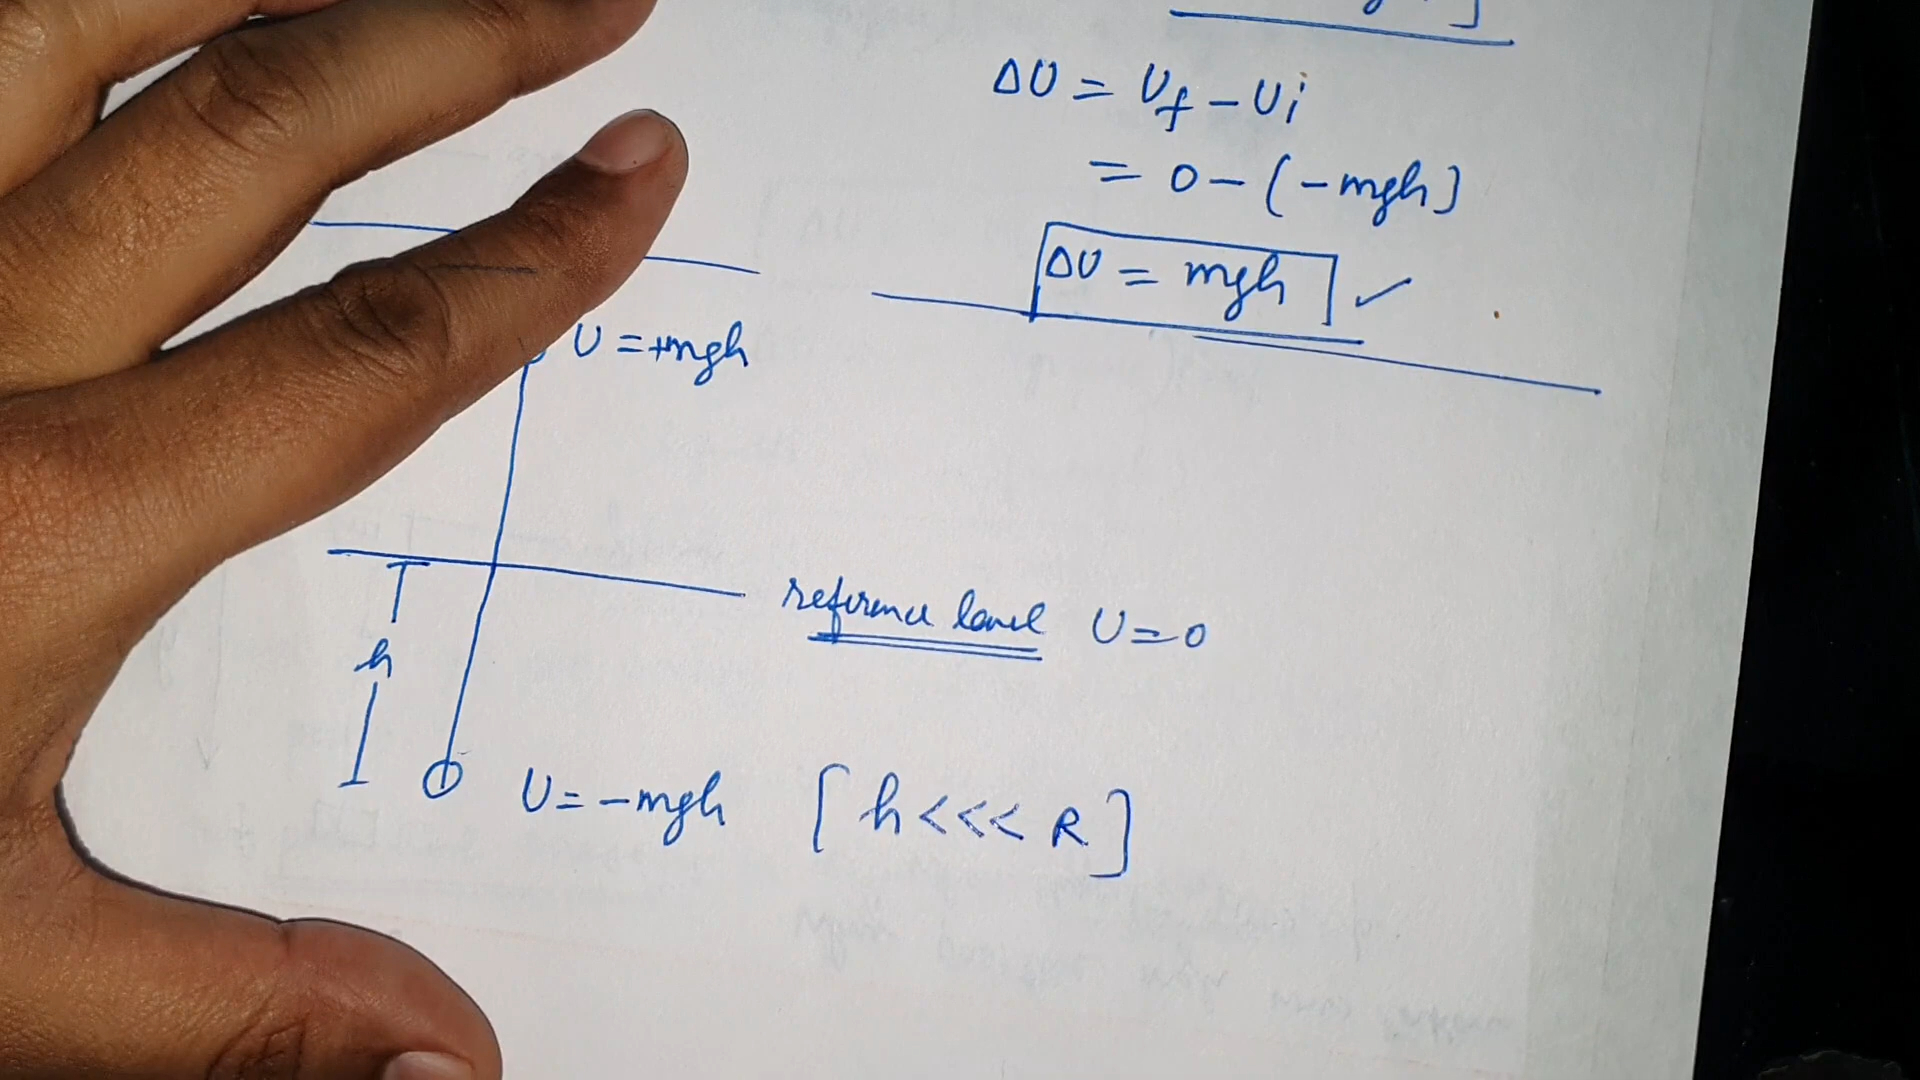 ΔU = Uf - Ui
= 0 - (-mgh)
ΔU = mgh ✓
U = +mgh
reference level U = 0
h
U = -mgh [h <<< R]